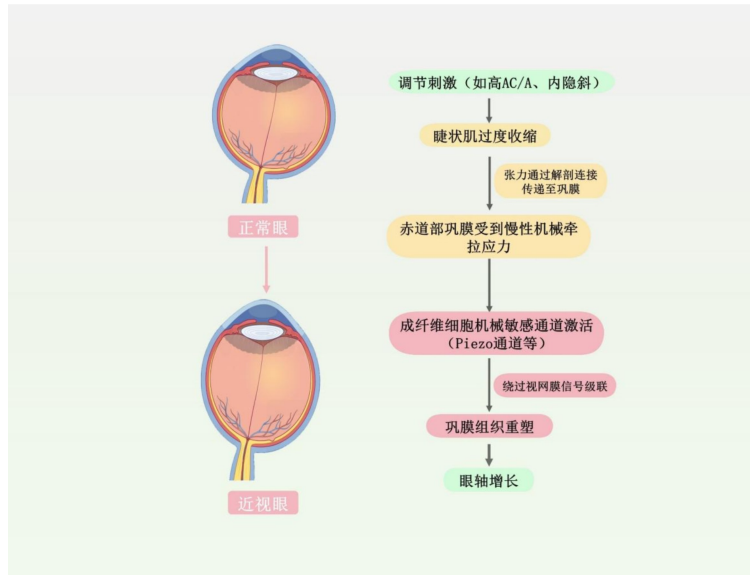 调节刺激（如高AC/A、内隐斜）
睫状肌过度收缩
张力通过解剖连接
传递至巩膜
正常眼
赤道部巩膜受到慢性机械牵
拉应力
成纤维细胞机械敏感通道激活
（Piezo通道等）
绕过视网膜信号级联
巩膜组织重塑
眼轴增长
近视眼